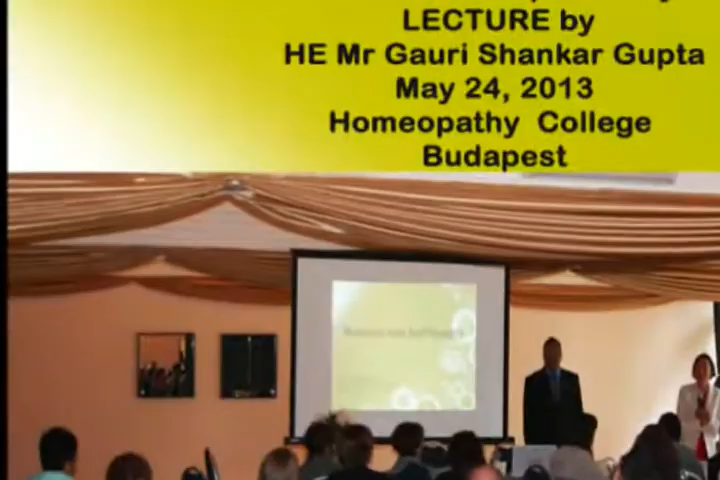 LECTURE by
HE Mr Gauri Shankar Gupta
May 24, 2013
Homeopathy College
Budapest